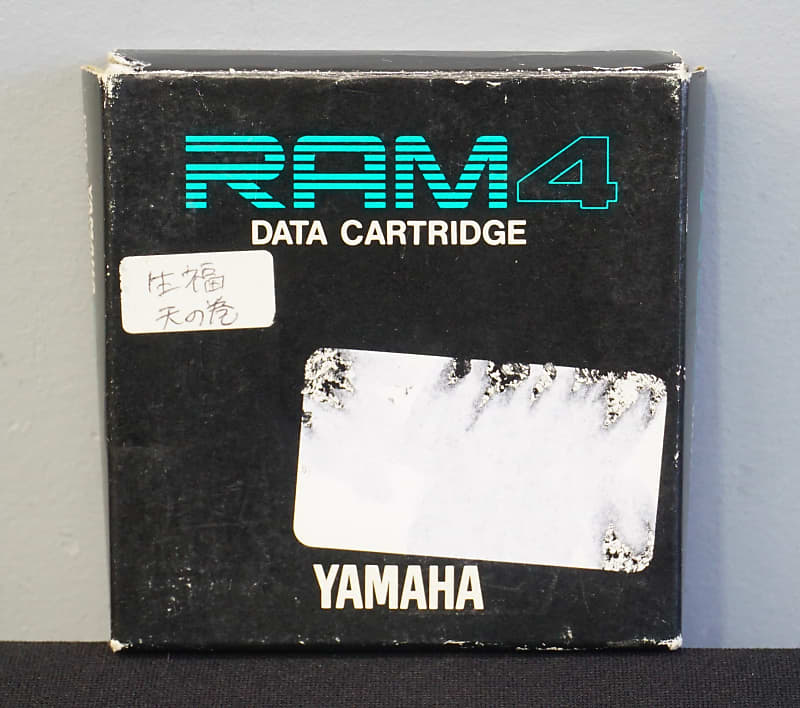 RAM4
DATA CARTRIDGE
生福
天の巻
YAMAHA